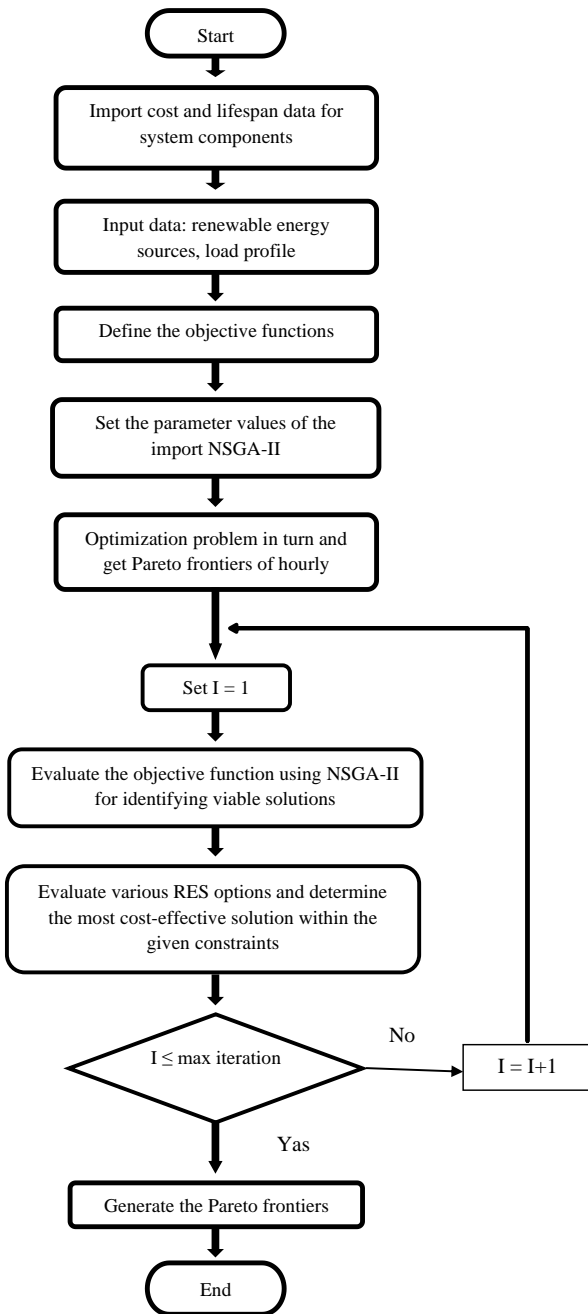 Start
Import cost and lifespan data for
system components
Input data: renewable energy
sources, load profile
Define the objective functions
Set the parameter values of the
import NSGA-II
Optimization problem in turn and
get Pareto frontiers of hourly
Set I = 1
Evaluate the objective function using NSGA-II
for identifying viable solutions
Evaluate various RES options and determine
the most cost-effective solution within the
given constraints
I ≤ max iteration
No
I = I+1
Yas
Generate the Pareto frontiers
End